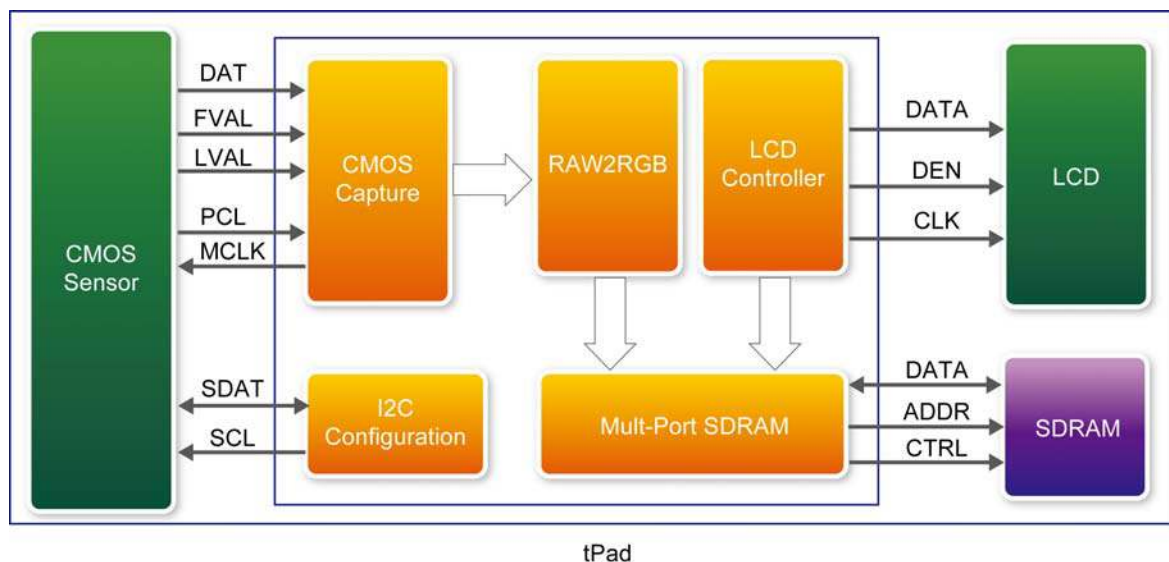 CMOS
Sensor
DAT
FVAL
LVAL
PCL
MCLK
SDAT
SCL
CMOS
Capture
I2C
Configuration
RAW2RGB
LCD
Controller
Mult-Port SDRAM
DATA
DEN
CLK
LCD
DATA
ADDR
CTRL
SDRAM
tPad